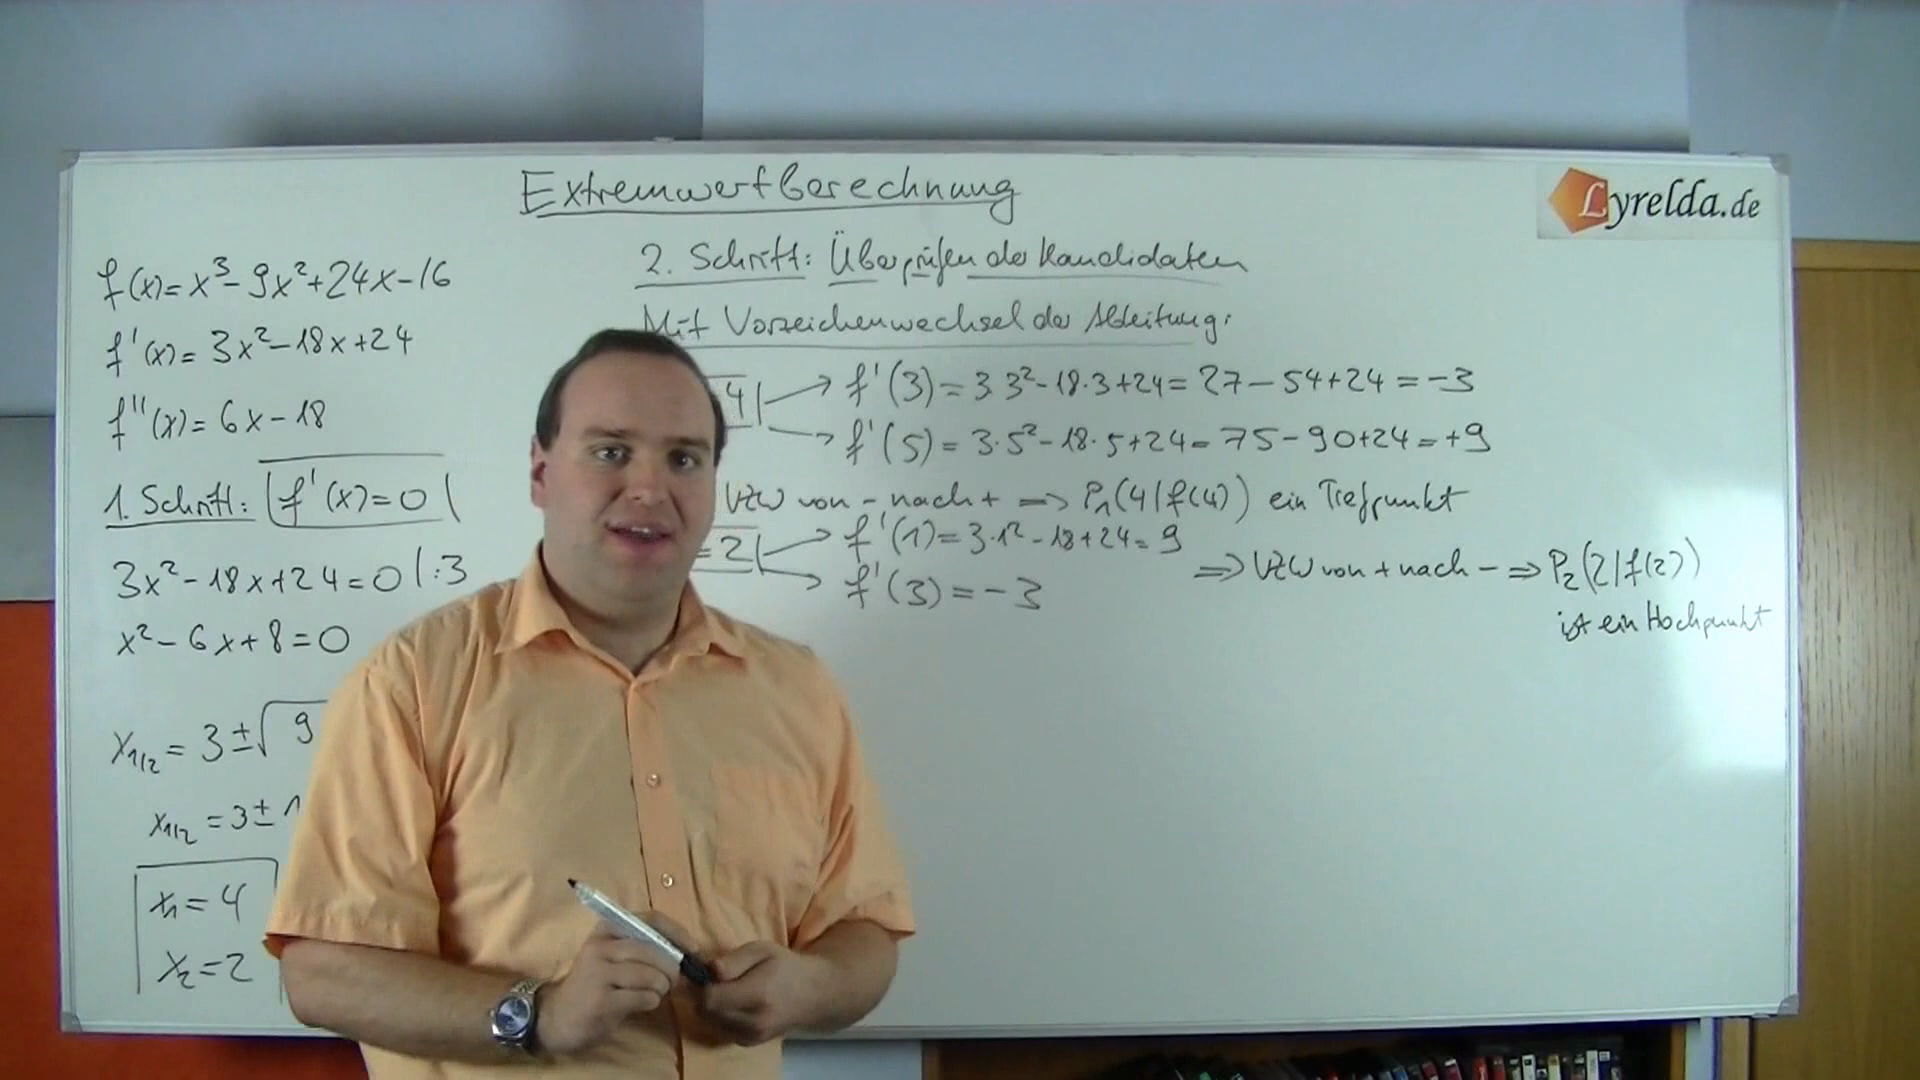 Extremwertberechnung
Lyrelda.de
f(x)= x³-9x²+24x-16
f'(x)= 3x²-18x+24
f''(x)= 6x-18
1. Schritt: f'(x)=0
3x²-18x+24=0 |:3
x²-6x+8=0
x1/2 = 3±√9
x1/2 =3±1
x1=4
x2=2
2. Schritt: Überprüfen der Kandidaten
Mit Vorzeichenwechsel der Ableitung:
4 → f'(3)=3·3²-18·3+24=27-54+24=-3
→ f'(5)=3·5²-18·5+24=75-90+24=+9
VZW von - nach + ⇒ P1(4|f(4)) ein Tiefpunkt
=2 → f'(1)=3·1²-18+24=9
→ f'(3)=-3
⇒ VZW von + nach - ⇒ P2(2|f(2))
ist ein Hochpunkt